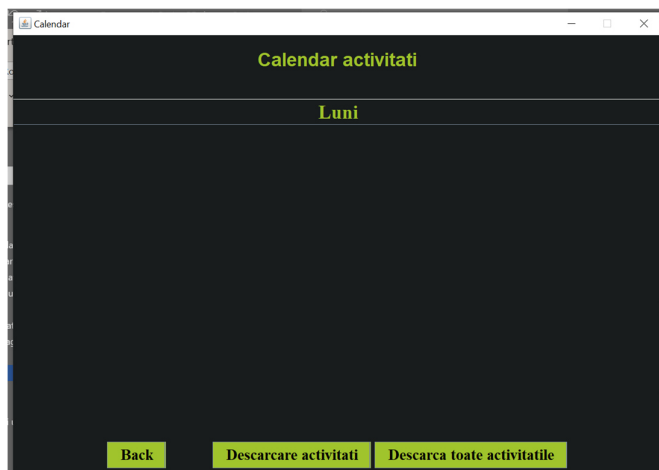 Calendar
Calendar activitati
Luni
Back
Descarcare activitati
Descarca toate activitatile